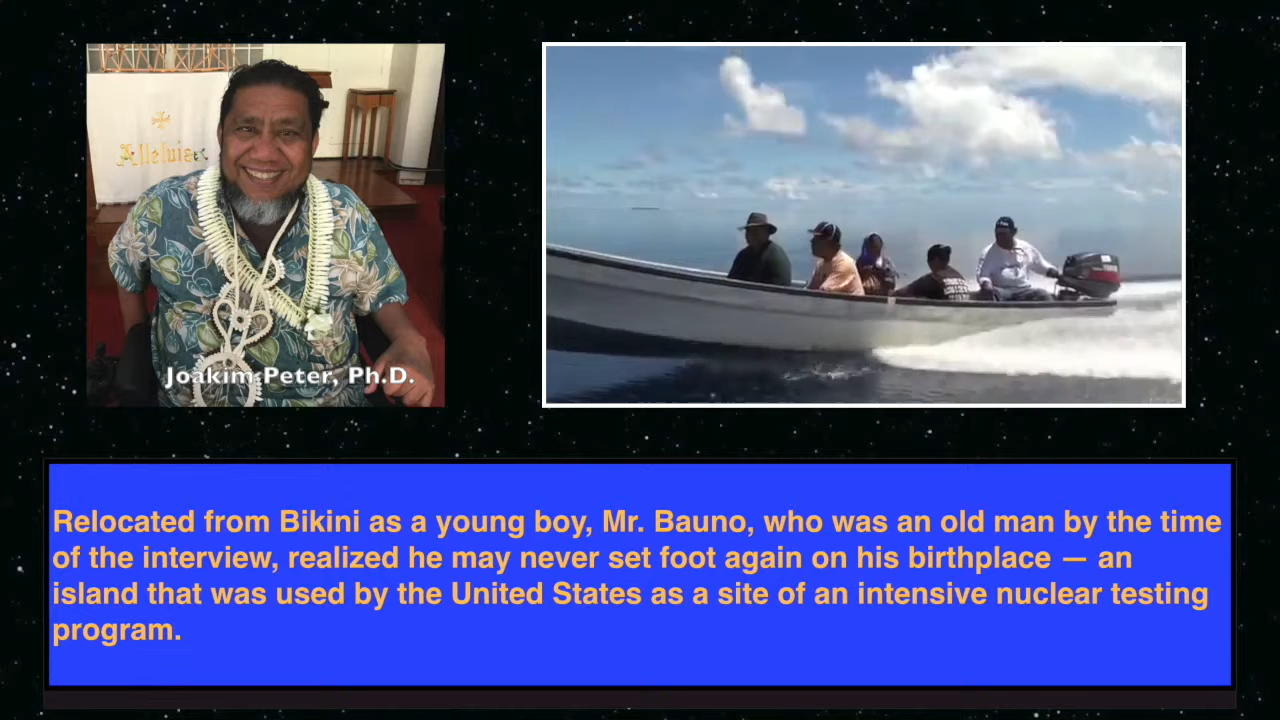 Alleluia
Joakim Peter, Ph.D.
Relocated from Bikini as a young boy, Mr. Bauno, who was an old man by the time
of the interview, realized he may never set foot again on his birthplace — an
island that was used by the United States as a site of an intensive nuclear testing
program.